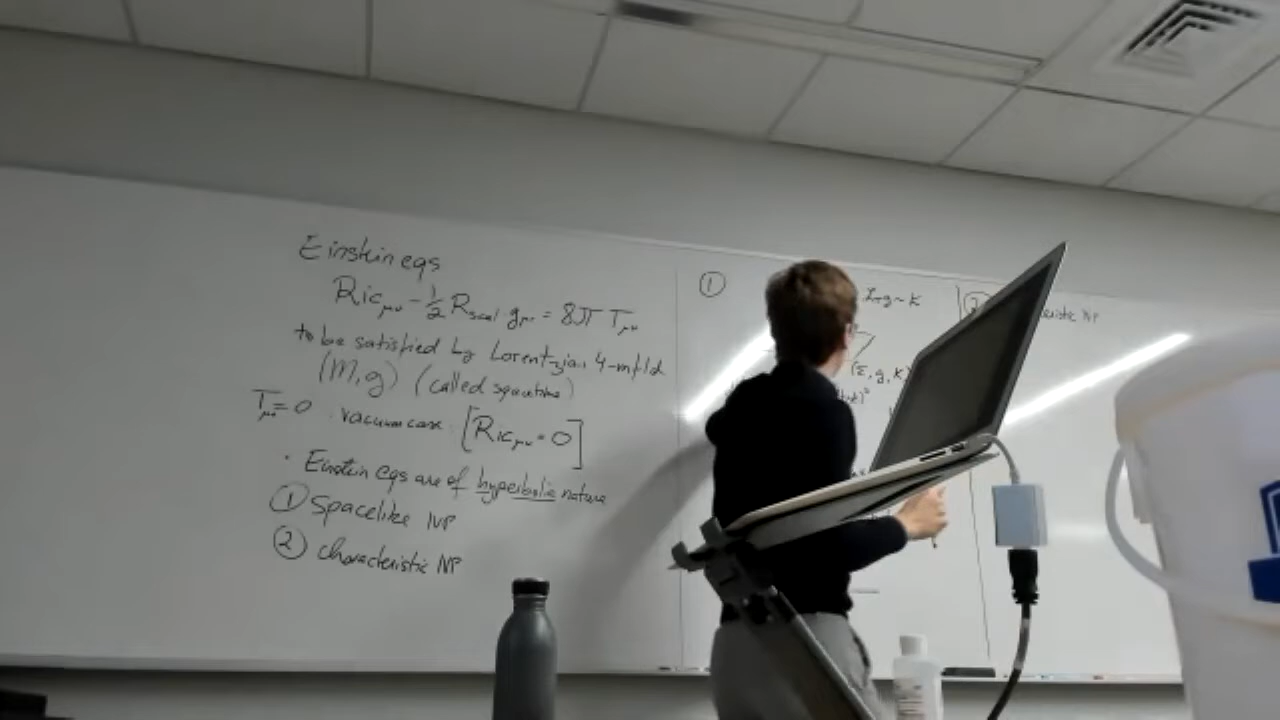 Einstein eqs
Ric_μν - 1/2 R_scal g_μν = 8π T_μν
to be satisfied by Lorentzian 4-mfld
(M, g) (called spacetime)
T_μν = 0 · vacuum case [Ric_μν = 0]
· Einstein eqs are of hyperbolic nature
① Spacelike IVP
② characteristic IVP
①
(Σ, g, K)